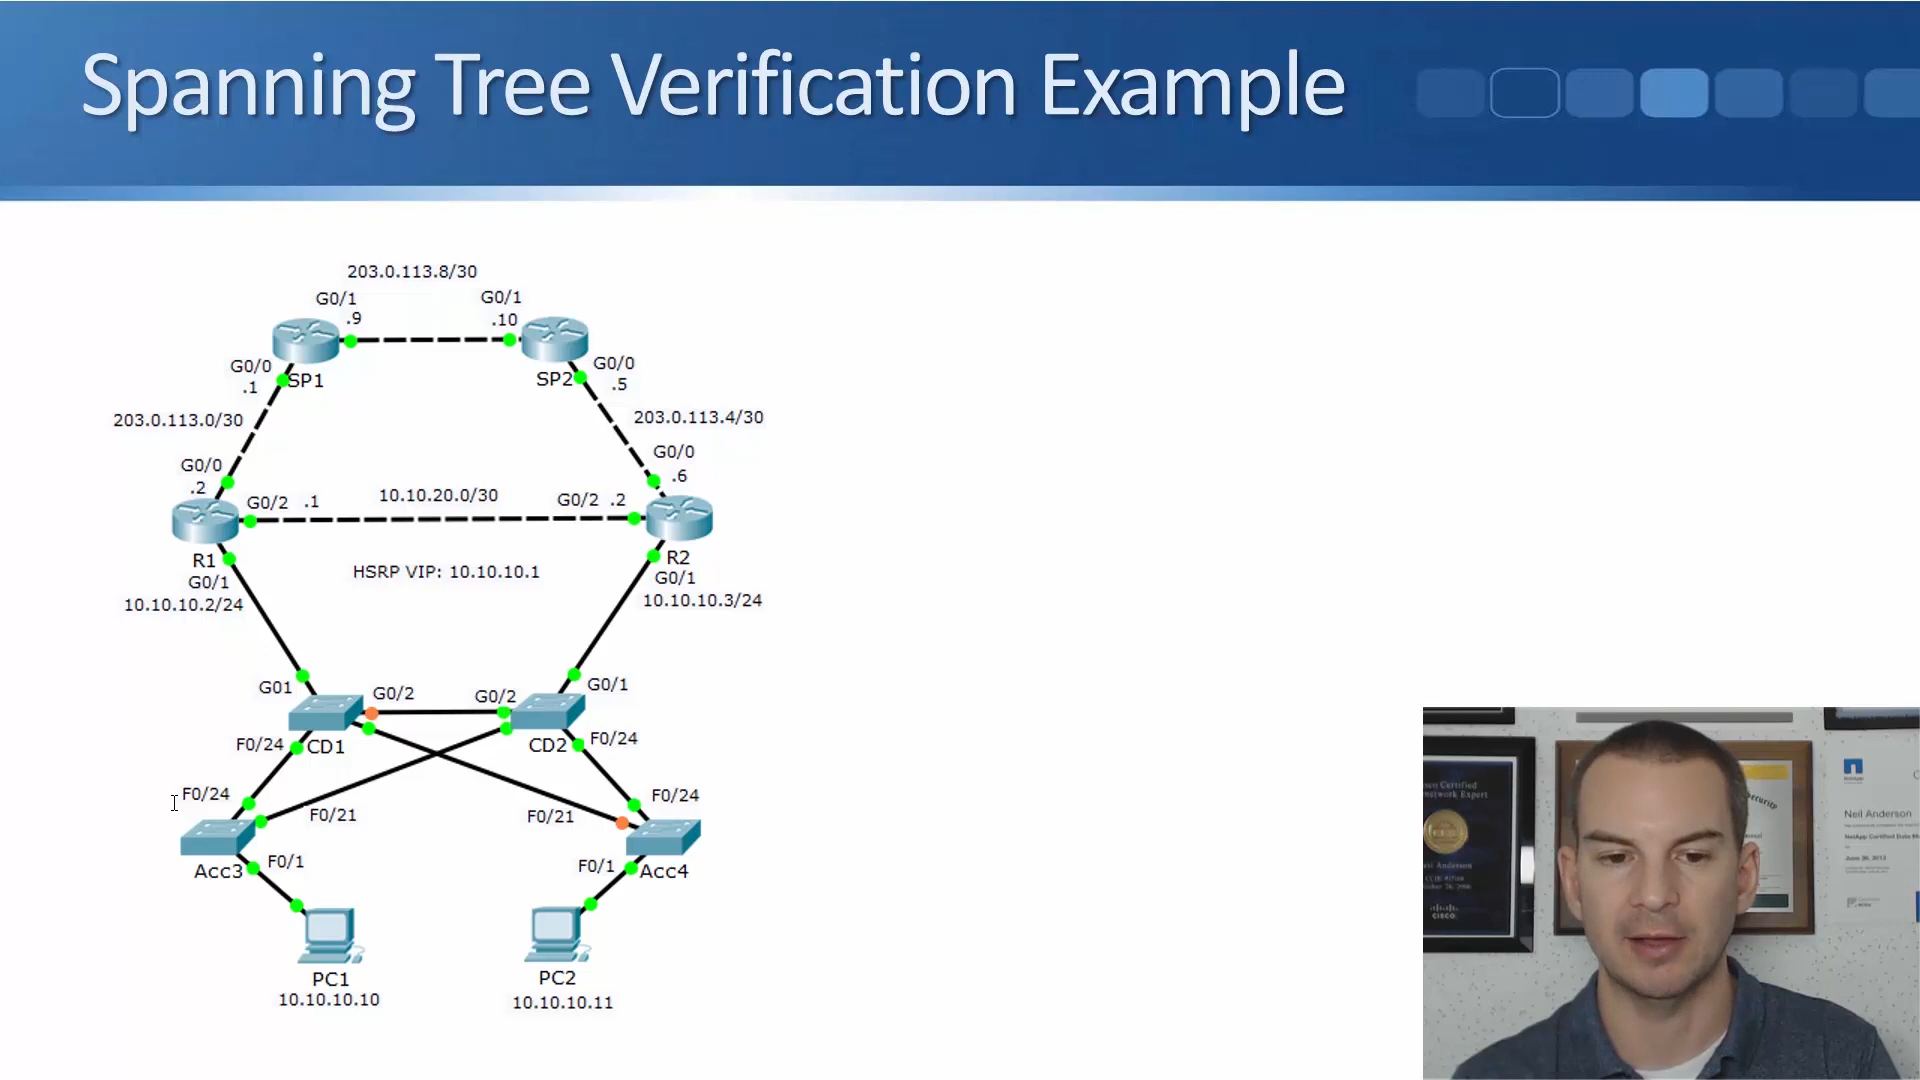 Spanning Tree Verification Example
203.0.113.8/30
G0/1
G0/1
.9
.10
SP1
SP2
G0/0
.1
G0/0
.5
203.0.113.0/30
203.0.113.4/30
G0/0
.2
G0/0
.6
G0/2 .1
10.10.20.0/30
G0/2 .2
R1
G0/1
10.10.10.2/24
HSRP VIP: 10.10.10.1
R2
G0/1
10.10.10.3/24
G01
G0/2
G0/2
G0/1
F0/24
CD1
CD2
F0/24
F0/24
F0/21
F0/21
F0/24
Acc3
F0/1
F0/1
Acc4
PC1
10.10.10.10
PC2
10.10.10.11
Neil Anderson
June 26, 2013
CISCO